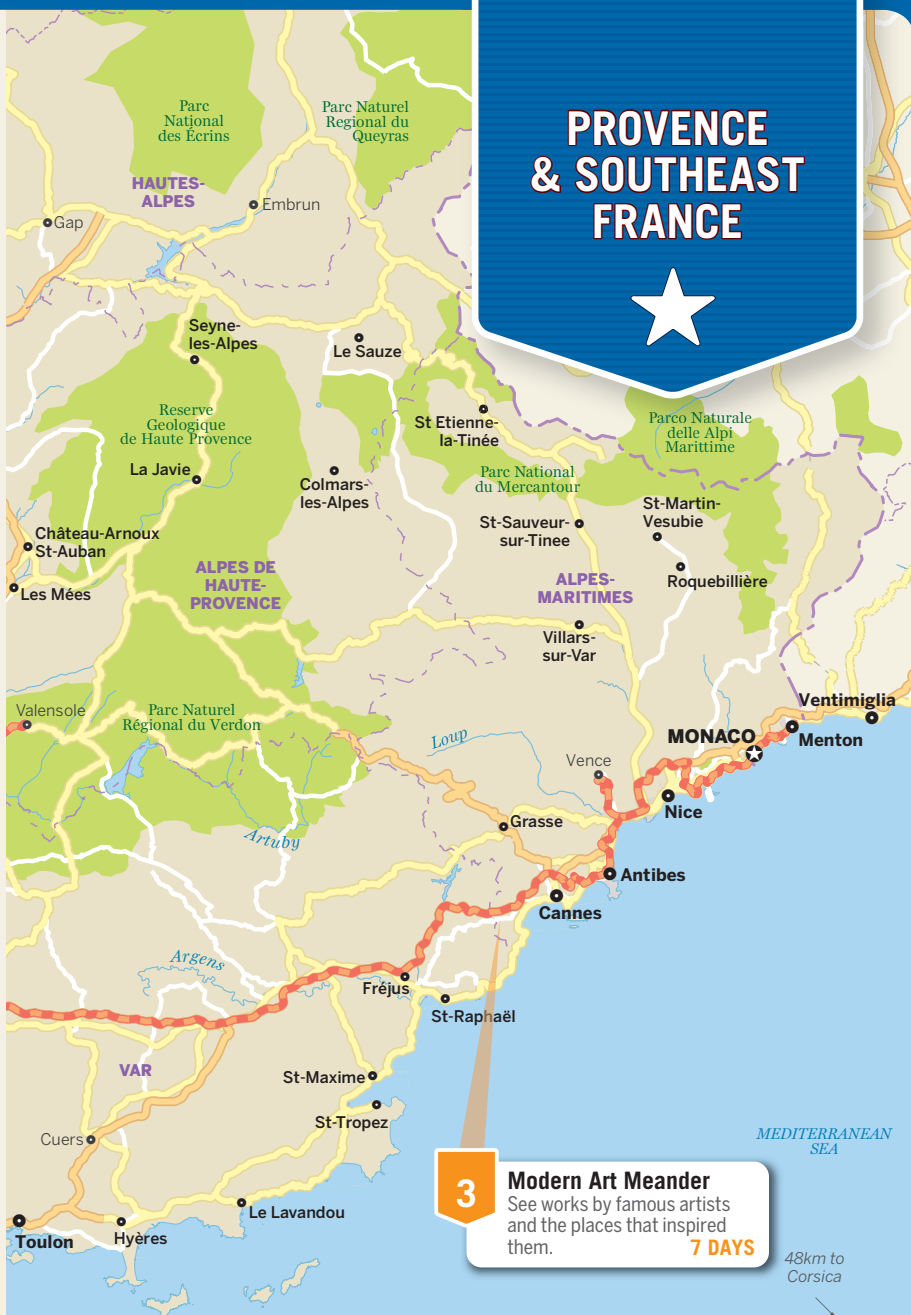 PROVENCE
& SOUTHEAST
FRANCE
Parc
National
des Écrins
Parc Naturel
Regional du
Queyras
HAUTES-
ALPES
Embrun
Gap
Seyne-
les-Alpes
Le Sauze
Reserve
Geologique
de Haute Provence
St Etienne-
la-Tinée
Parco Naturale
delle Alpi
Marittime
La Javie
Colmars-
les-Alpes
Parc National
du Mercantour
St-Sauveur-
sur-Tinee
St-Martin-
Vesubie
Château-Arnoux
St-Auban
Les Mées
ALPES DE
HAUTE-
PROVENCE
ALPES-
MARITIMES
Roquebillière
Villars-
sur-Var
Valensole
Parc Naturel
Régional du Verdon
Loup
Vence
MONACO
Ventimiglia
Menton
Nice
Artuby
Grasse
Antibes
Cannes
Argens
Fréjus
St-Raphaël
VAR
St-Maxime
St-Tropez
Cuers
MEDITERRANEAN
SEA
Le Lavandou
Toulon
Hyères
3
Modern Art Meander
See works by famous artists
and the places that inspired
them. 7 DAYS
48km to
Corsica